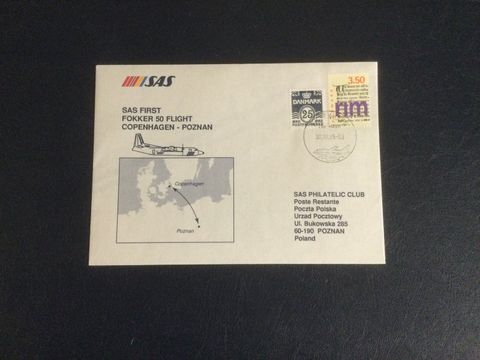 SAS
SAS FIRST
FOKKER 50 FLIGHT
COPENHAGEN - POZNAN
Copenhagen
Poznan
DANMARK
25
3.50
nm
SAS PHILATELIC CLUB
Poste Restante
Poczta Polska
Urzad Pocztowy
Ul. Bukowska 285
60-190 POZNAN
Poland